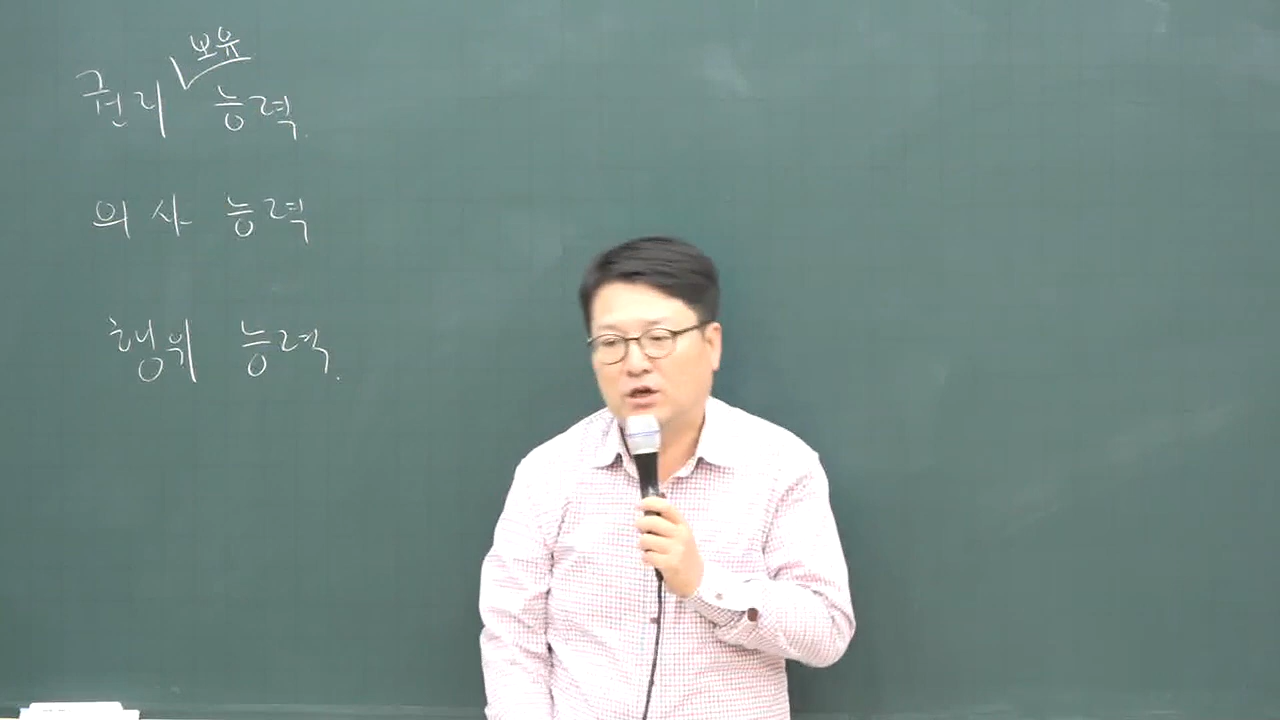 보유
권리 능력.
의사 능력
행위 능력.